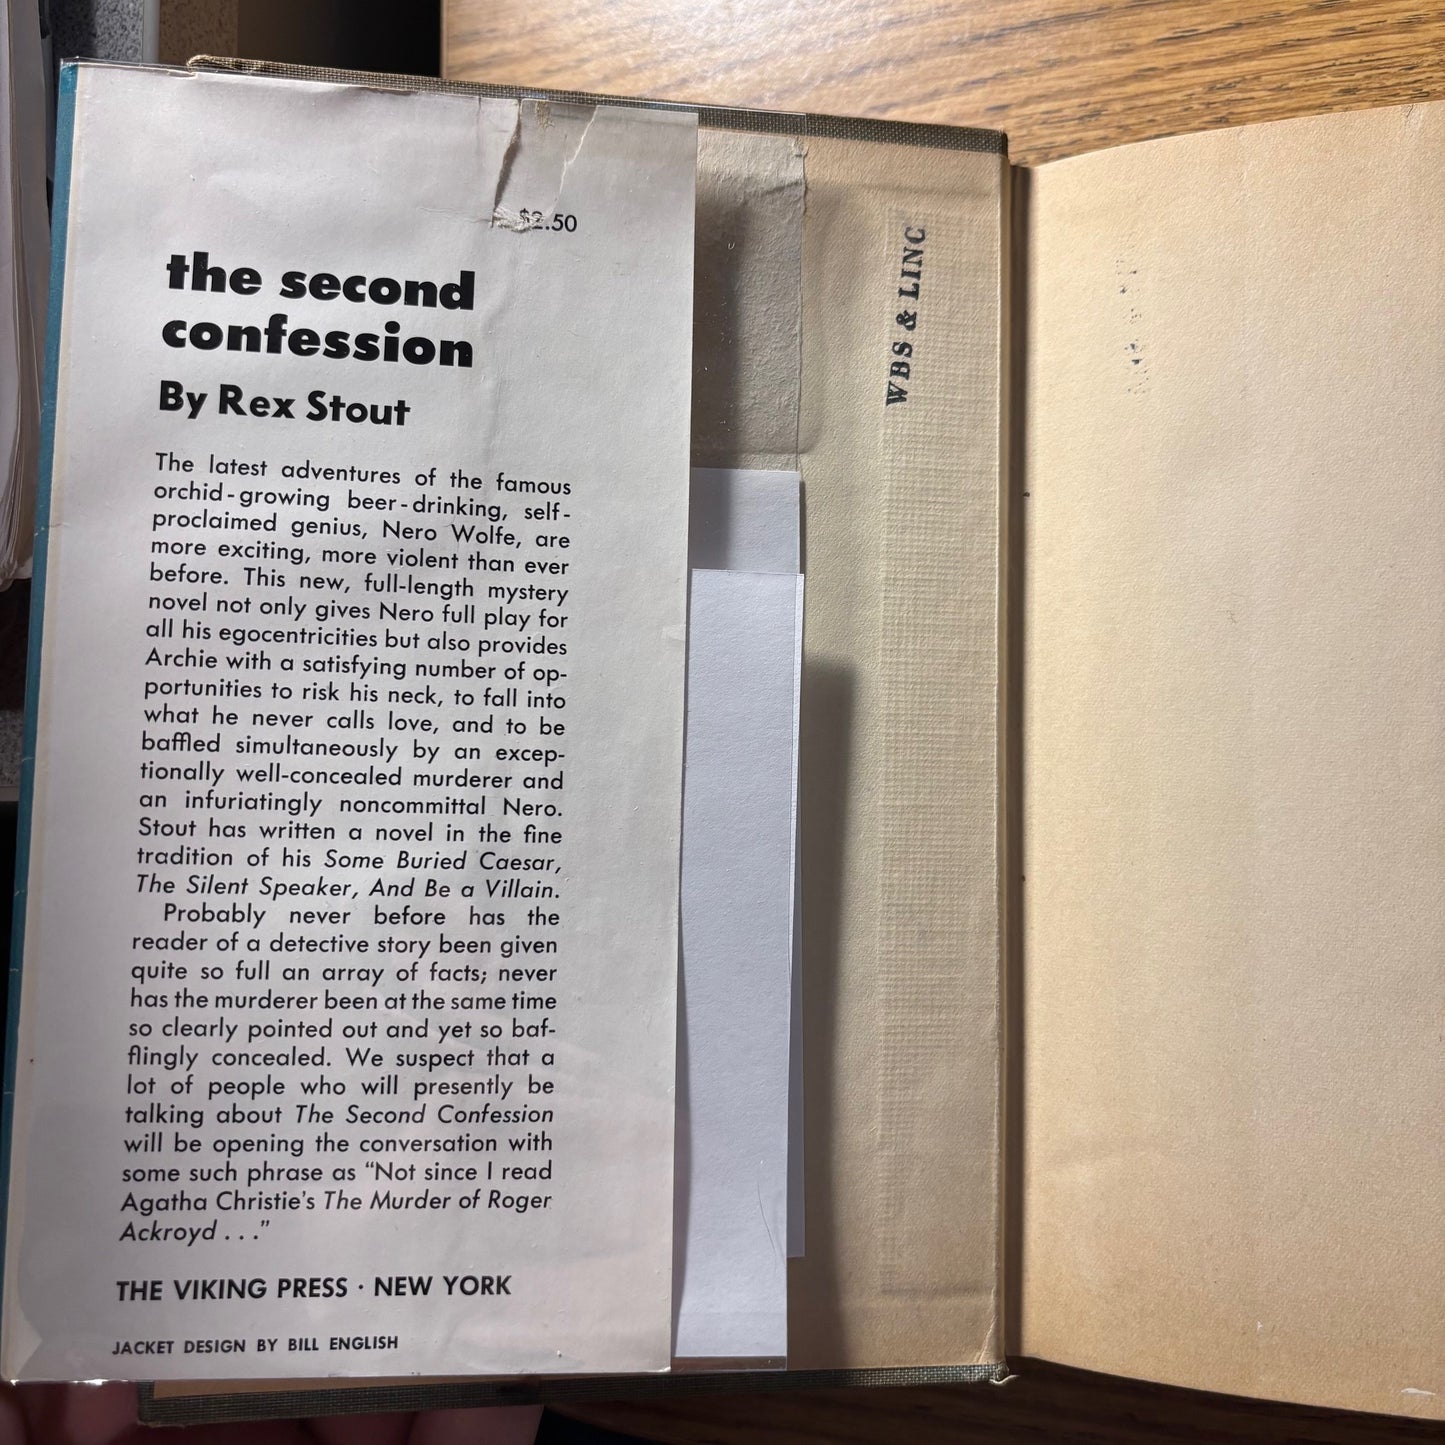 $2.50
the second
confession
By Rex Stout
The latest adventures of the famous
orchid-growing beer-drinking, self-
proclaimed genius, Nero Wolfe, are
more exciting, more violent than ever
before. This new, full-length mystery
novel not only gives Nero full play for
all his egocentricities but also provides
Archie with a satisfying number of op-
portunities to risk his neck, to fall into
what he never calls love, and to be
baffled simultaneously by an excep-
tionally well-concealed murderer and
an infuriatingly noncommittal Nero.
Stout has written a novel in the fine
tradition of his Some Buried Caesar,
The Silent Speaker, And Be a Villain.
Probably never before has the
reader of a detective story been given
quite so full an array of facts; never
has the murderer been at the same time
so clearly pointed out and yet so baf-
flingly concealed. We suspect that a
lot of people who will presently be
talking about The Second Confession
will be opening the conversation with
some such phrase as “Not since I read
Agatha Christie's The Murder of Roger
Ackroyd . . .”
THE VIKING PRESS · NEW YORK
JACKET DESIGN BY BILL ENGLISH
WBS & LINC